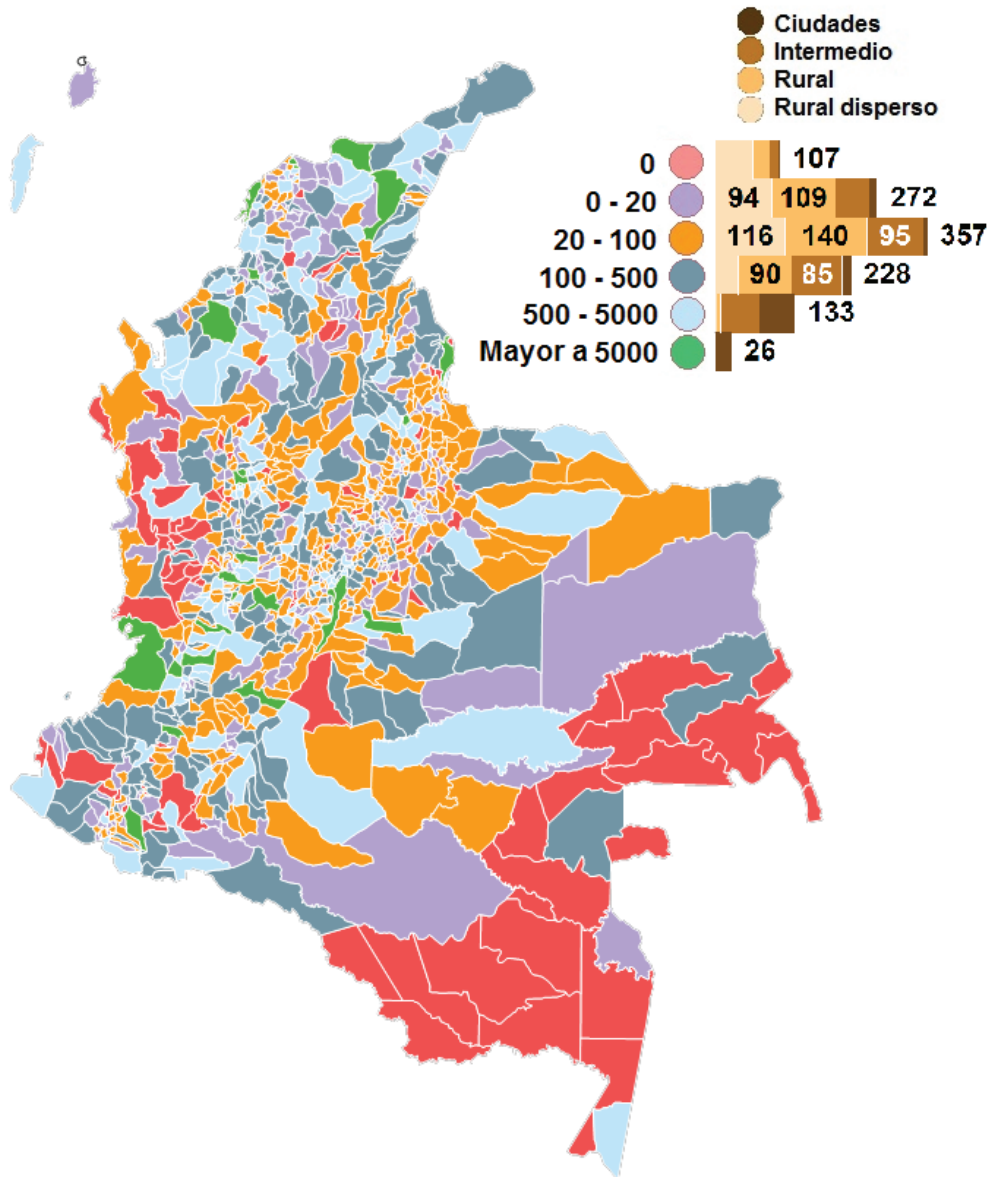 Ciudades
Intermedio
Rural
Rural disperso
0 107
0 - 20 94 109 272
20 - 100 116 140 95 357
100 - 500 90 85 228
500 - 5000 133
Mayor a 5000 26